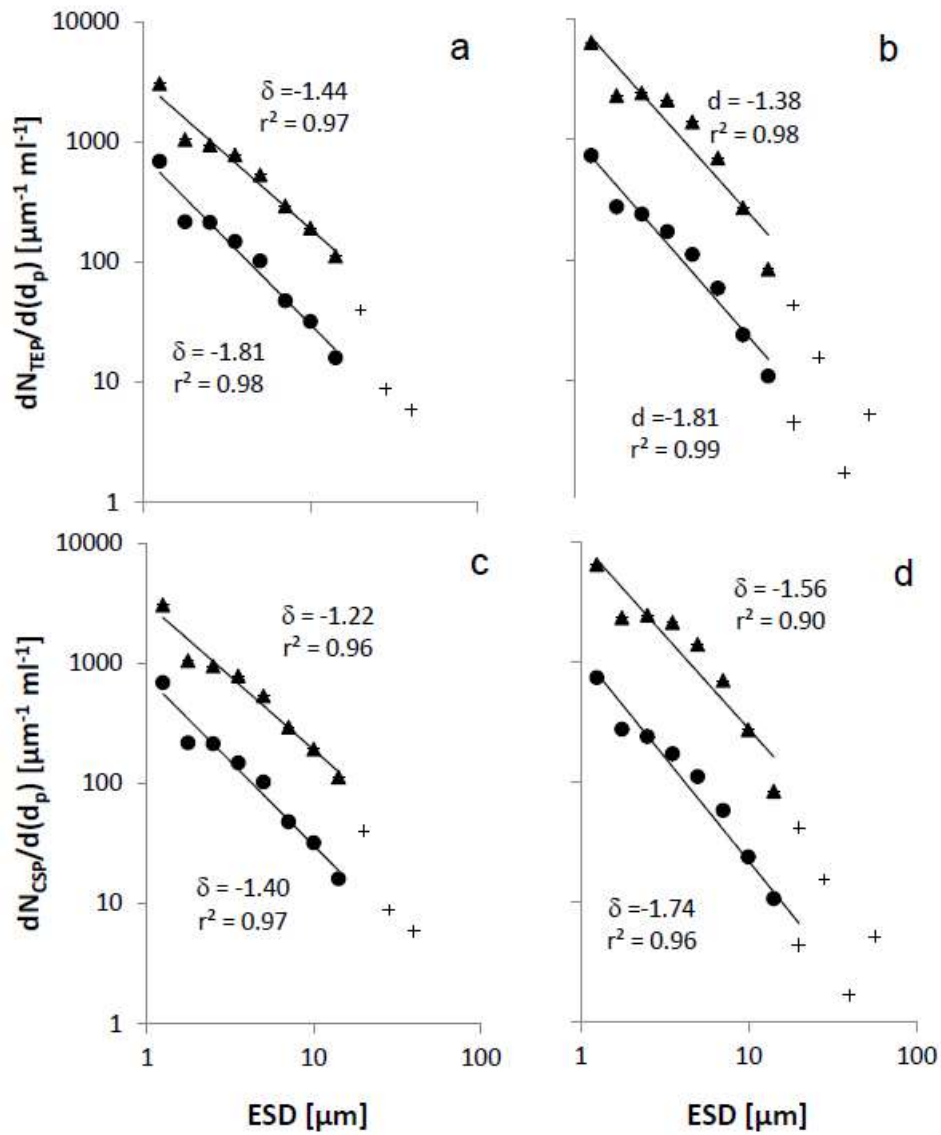 a
b
10000
1000
100
10
1
dN_TEP/d(d_p) [µm⁻¹ ml⁻¹]
δ =-1.44
r² = 0.97
δ = -1.81
r² = 0.98
d = -1.38
r² = 0.98
d =-1.81
r² = 0.99
c
d
10000
1000
100
10
1
dN_CSP/d(d_p) [µm⁻¹ ml⁻¹]
δ = -1.22
r² = 0.96
δ = -1.40
r² = 0.97
δ = -1.56
r² = 0.90
δ =-1.74
r² = 0.96
1 10 100
1 10 100
ESD [µm]
ESD [µm]